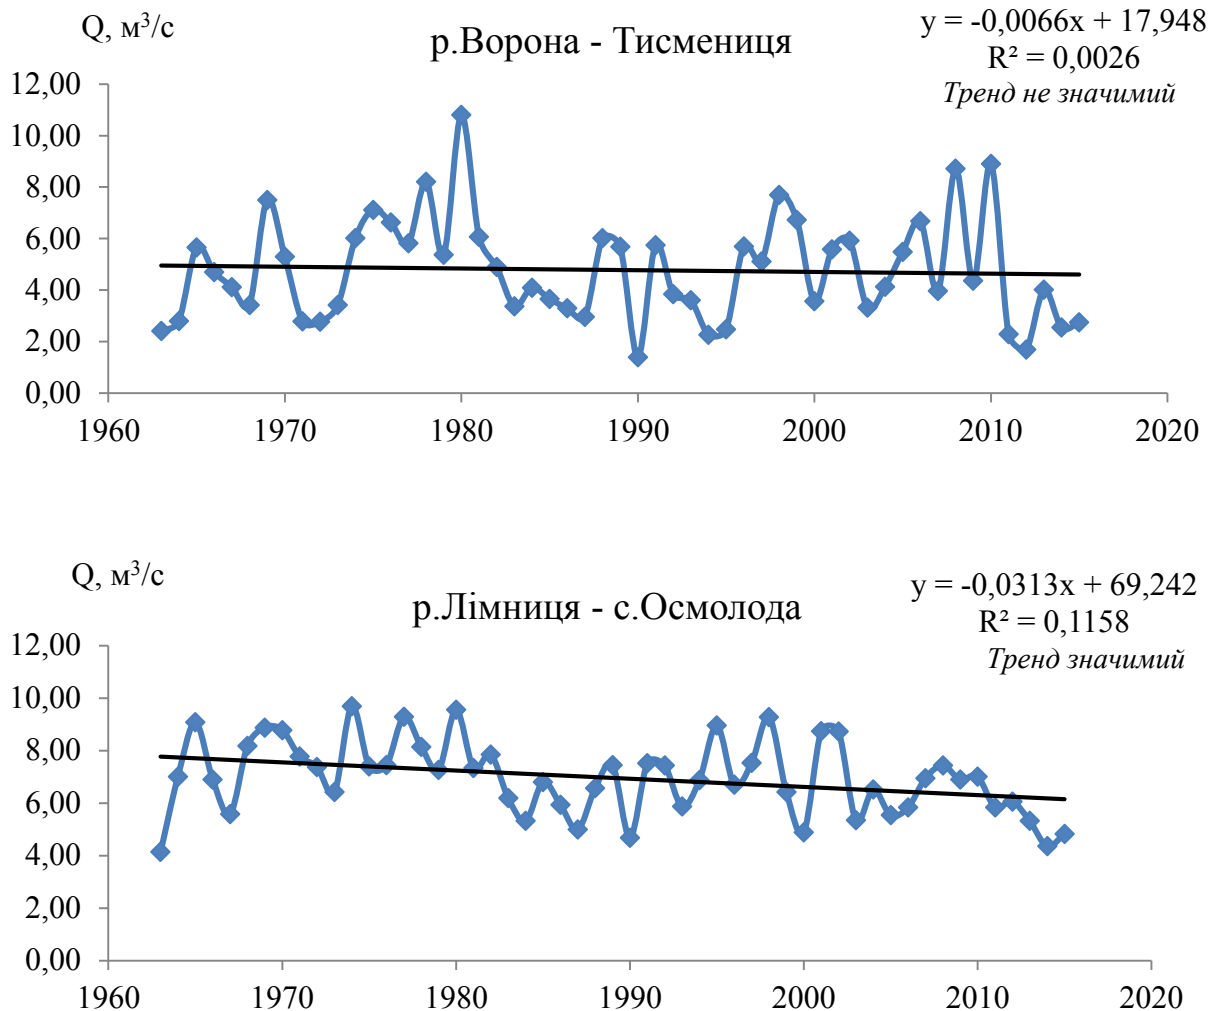 Q, м³/с
р.Ворона - Тисмениця
y = -0,0066x + 17,948
R² = 0,0026
Тренд не значимий
12,00
10,00
8,00
6,00
4,00
2,00
0,00
1960 1970 1980 1990 2000 2010 2020
Q, м³/с
р.Лімниця - с.Осмолода
y = -0,0313x + 69,242
R² = 0,1158
Тренд значимий
12,00
10,00
8,00
6,00
4,00
2,00
0,00
1960 1970 1980 1990 2000 2010 2020